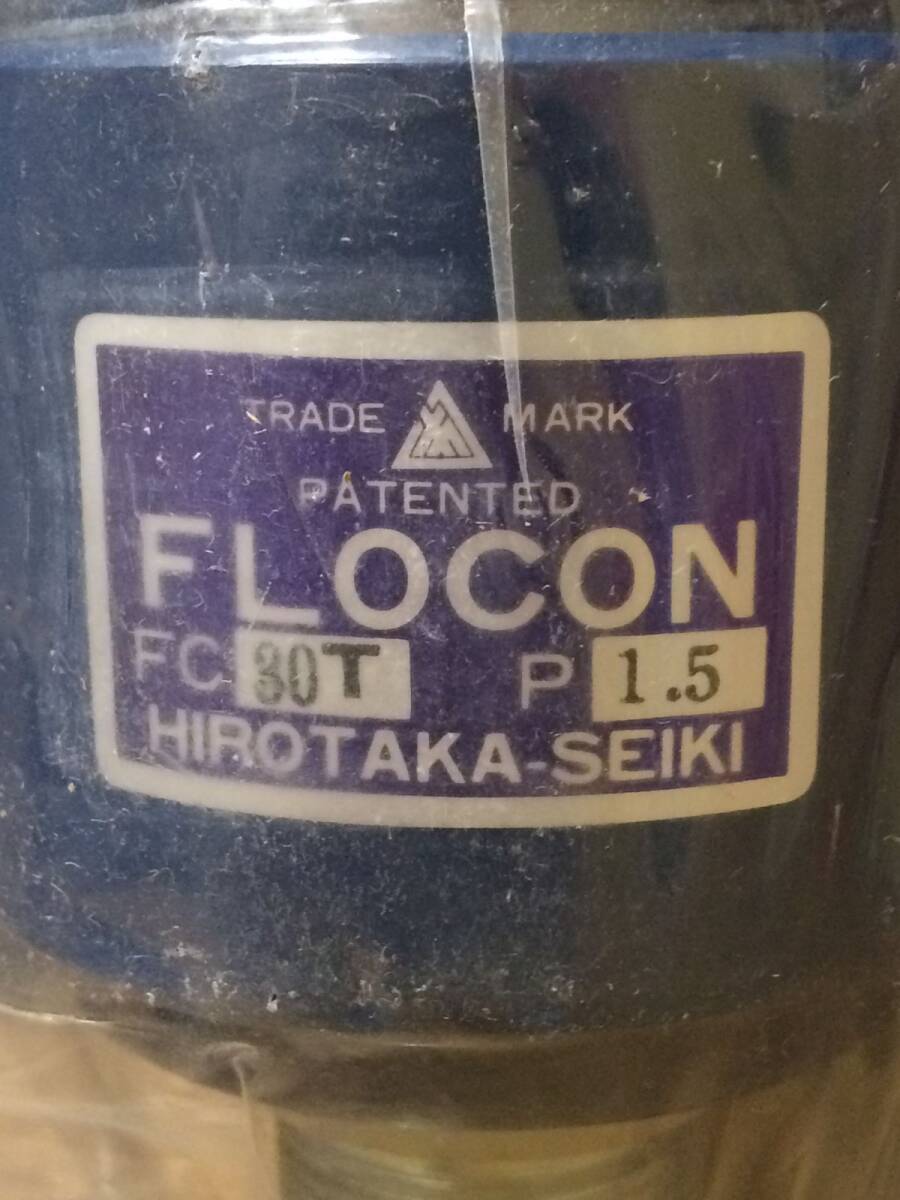 TRADE MARK
PATENTED
FLOCON
FC 30T P 1.5
HIROTAKA-SEIKI